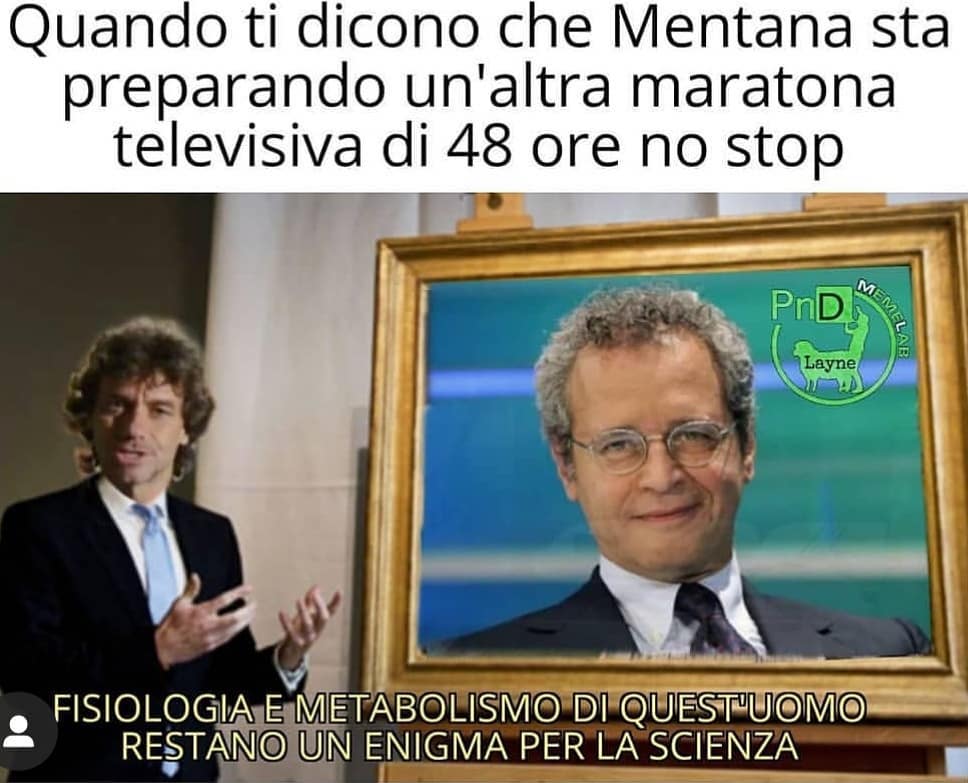 Quando ti dicono che Mentana sta
preparando un'altra maratona
televisiva di 48 ore no stop
PnD
MEMELAB
Layne
FISIOLOGIA E METABOLISMO DI QUEST'UOMO
RESTANO UN ENIGMA PER LA SCIENZA